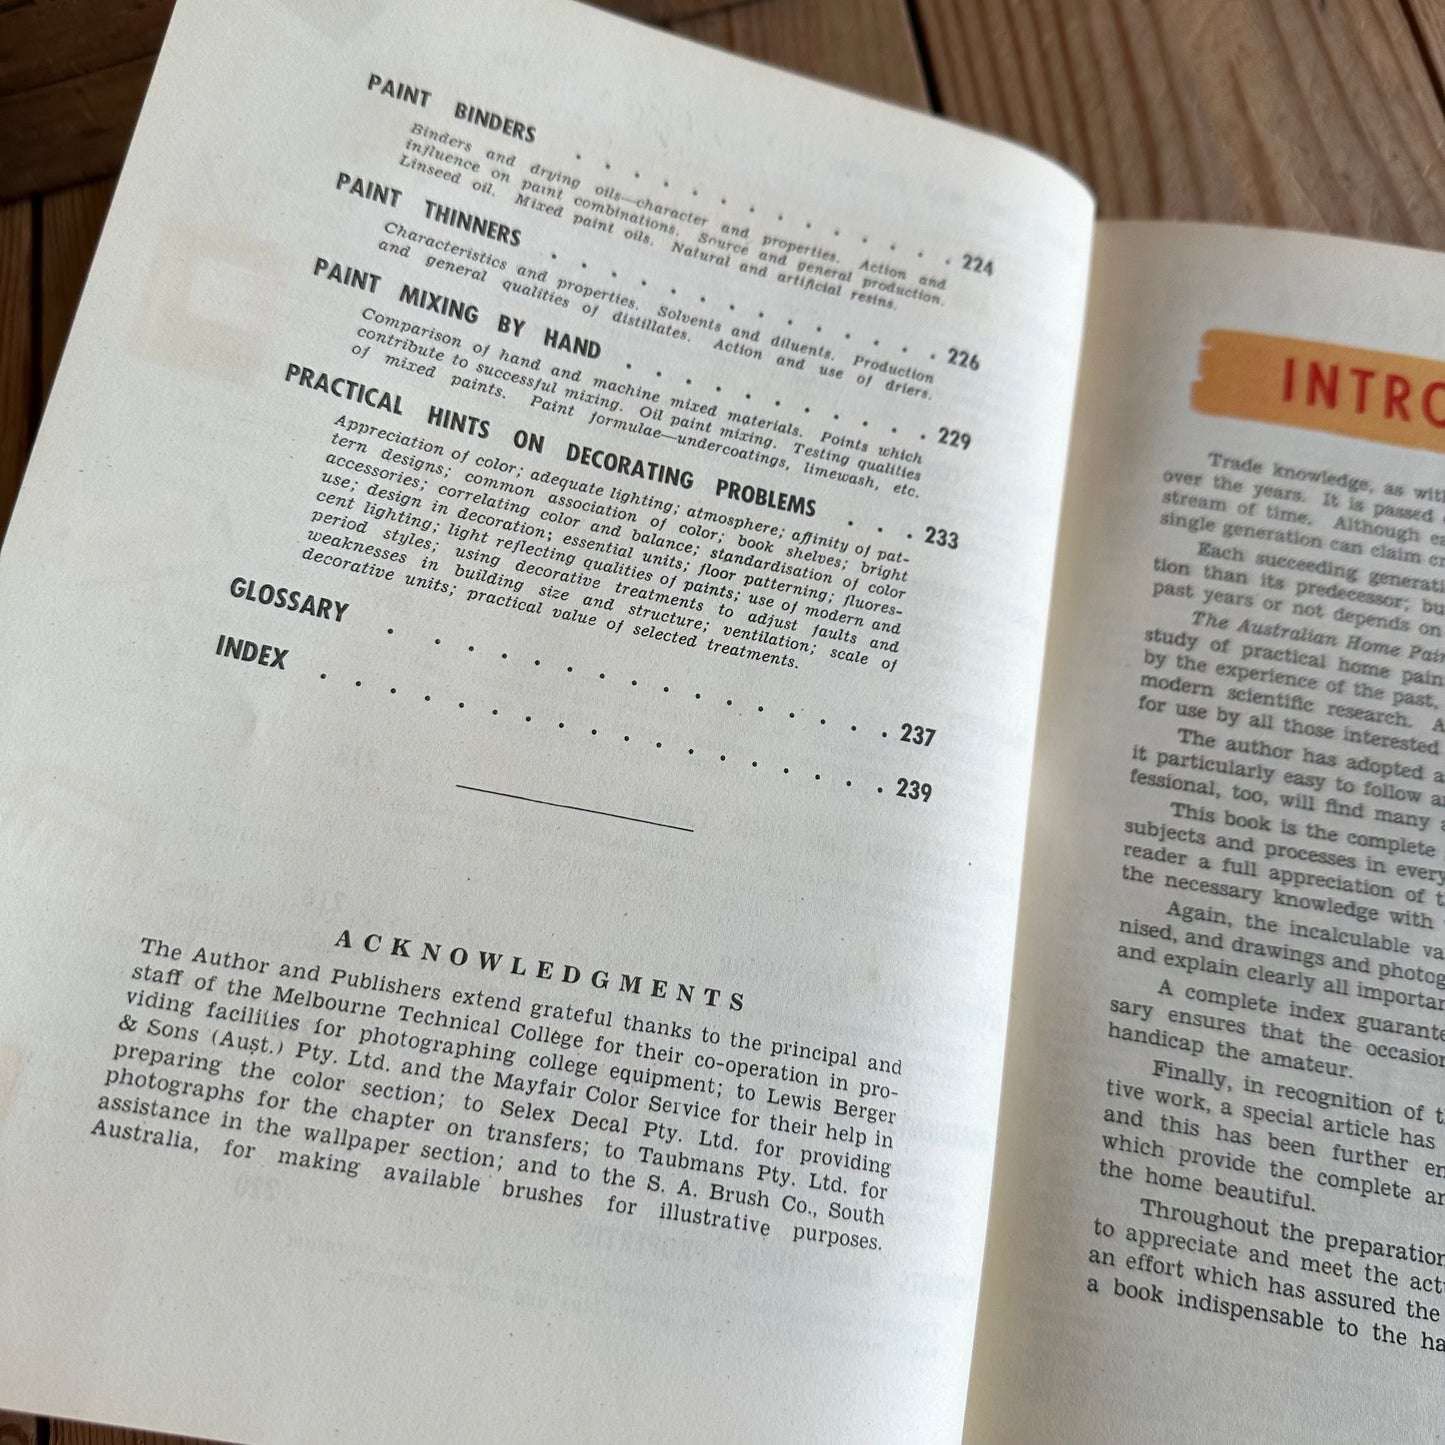 PAINT BINDERS . . . . . . . . . . . . . 224
Binders and drying oils—character and properties. Action and
influence on paint combinations. Source and general production.
Linseed oil. Mixed paint oils. Natural and artificial resins.
PAINT THINNERS . . . . . . . . . . . . . 226
Characteristics and properties. Solvents and diluents. Production
and general qualities of distillates. Action and use of driers.
PAINT MIXING BY HAND . . . . . . . . . . . 229
Comparison of hand and machine mixed materials. Points which
contribute to successful mixing. Oil paint mixing. Testing qualities
of mixed paints. Paint formulae—undercoatings, limewash, etc.
PRACTICAL HINTS ON DECORATING PROBLEMS . . . 233
Appreciation of color; adequate lighting; atmosphere; affinity of pat-
tern designs; common association of color; book shelves; bright
accessories; correlating color and balance; standardisation of color
use; design in decoration; essential units; floor patterning; fluores-
cent lighting; light reflecting qualities of paints; use of modern and
period styles; using decorative treatments to adjust faults and
weaknesses in building size and structure; ventilation; scale of
decorative units; practical value of selected treatments.
GLOSSARY . . . . . . . . . . . . . . . . 237
INDEX . . . . . . . . . . . . . . . . . . 239
ACKNOWLEDGMENTS
The Author and Publishers extend grateful thanks to the principal and
staff of the Melbourne Technical College for their co-operation in pro-
viding facilities for photographing college equipment; to Lewis Berger
& Sons (Aust.) Pty. Ltd. and the Mayfair Color Service for their help in
preparing the color section; to Selex Decal Pty. Ltd. for providing
photographs for the chapter on transfers; to Taubmans Pty. Ltd. for
assistance in the wallpaper section; and to the S. A. Brush Co., South
Australia, for making available brushes for illustrative purposes.
INTRO
Trade knowledge, as with
over the years. It is passed
stream of time. Although
single generation can claim
Each succeeding generati
tion than its predecessor; bu
past years or not depends on
The Australian Home Pain
study of practical home pain
by the experience of the past,
modern scientific research. A
for use by all those interested
The author has adopted a
it particularly easy to follow a
fessional, too, will find many a
This book is the complete
subjects and processes in every
reader a full appreciation of t
the necessary knowledge with
Again, the incalculable va
nised, and drawings and photog
and explain clearly all importan
A complete index guarante
sary ensures that the occasion
handicap the amateur.
Finally, in recognition of t
tive work, a special article has
and this has been further en
which provide the complete an
the home beautiful.
Throughout the preparation
to appreciate and meet the act
an effort which has assured the
a book indispensable to the ha